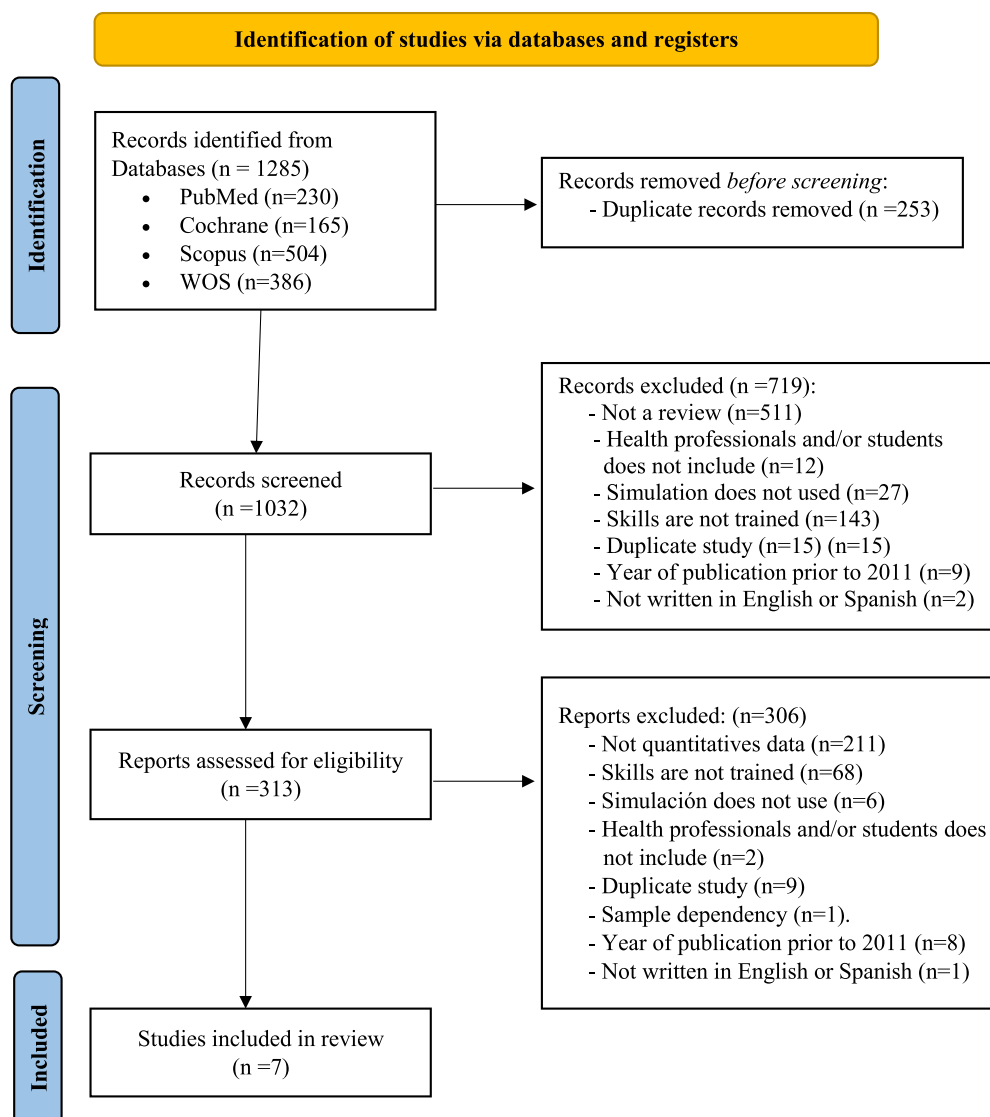 Identification of studies via databases and registers
Identification
Records identified from
Databases (n = 1285)
• PubMed (n=230)
• Cochrane (n=165)
• Scopus (n=504)
• WOS (n=386)
Records removed before screening:
- Duplicate records removed (n =253)
Screening
Records screened
(n =1032)
Records excluded (n =719):
- Not a review (n=511)
- Health professionals and/or students
does not include (n=12)
- Simulation does not used (n=27)
- Skills are not trained (n=143)
- Duplicate study (n=15) (n=15)
- Year of publication prior to 2011 (n=9)
- Not written in English or Spanish (n=2)
Reports assessed for eligibility
(n =313)
Reports excluded: (n=306)
- Not quantitatives data (n=211)
- Skills are not trained (n=68)
- Simulación does not use (n=6)
- Health professionals and/or students does
not include (n=2)
- Duplicate study (n=9)
- Sample dependency (n=1).
- Year of publication prior to 2011 (n=8)
- Not written in English or Spanish (n=1)
Included
Studies included in review
(n =7)